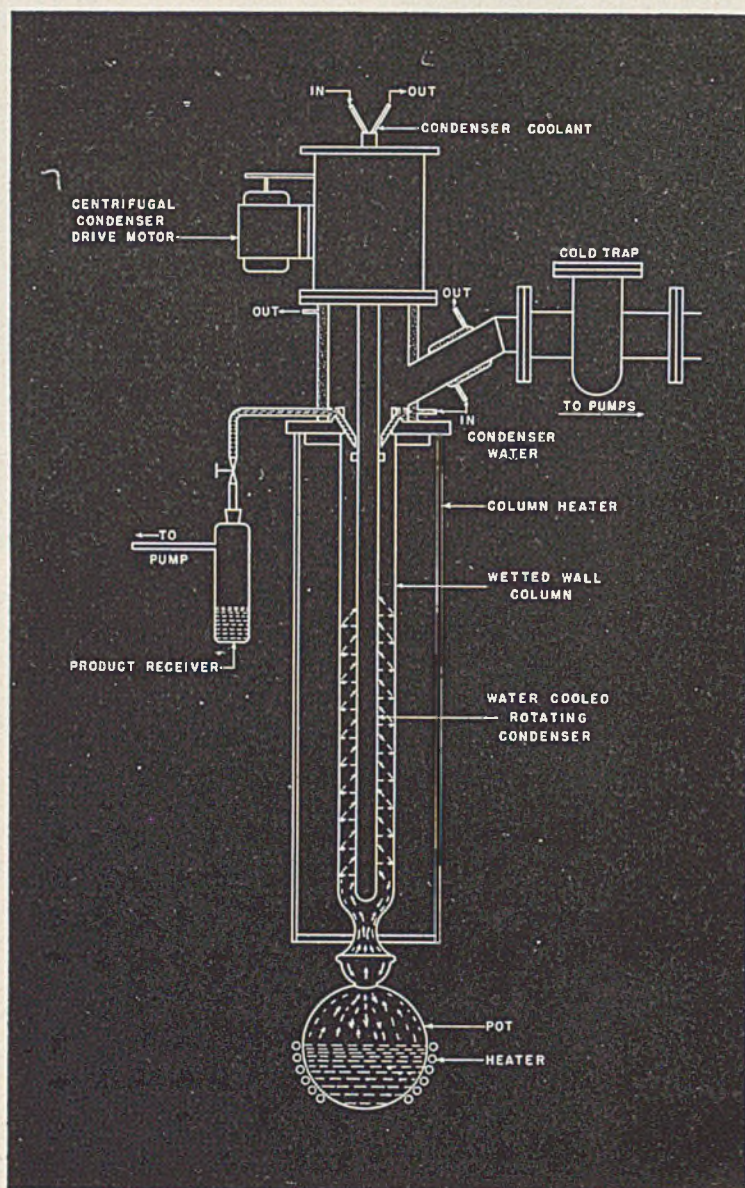 IN OUT
CONDENSER COOLANT
CENTRIFUGAL
CONDENSER
DRIVE MOTOR
COLD TRAP
OUT
OUT
TO PUMPS
IN
CONDENSER
WATER
COLUMN HEATER
TO
PUMP
WETTED WALL
COLUMN
PRODUCT RECEIVER
WATER COOLED
ROTATING
CONDENSER
POT
HEATER